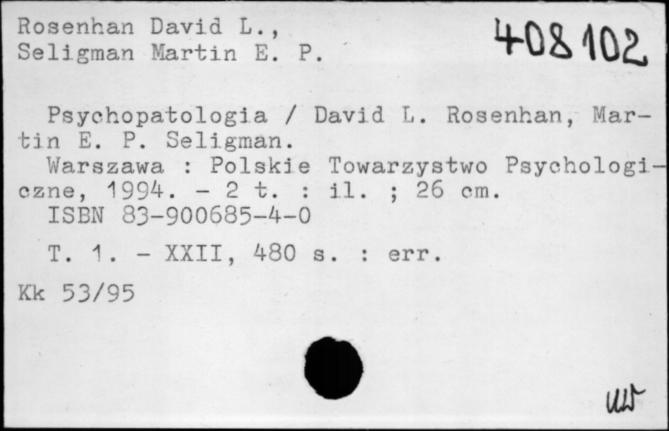 Rosenhan David L.,
Seligman Martin E. P.
408102
Psychopatologia / David L. Rosenhan, Mar-
tin E. P. Seligman.
Warszawa : Polskie Towarzystwo Psychologi-
czne, 1994. - 2 t. : il. ; 26 cm.
ISBN 83-900685-4-0
T. 1. - XXII, 480 s. : err.
Kk 53/95